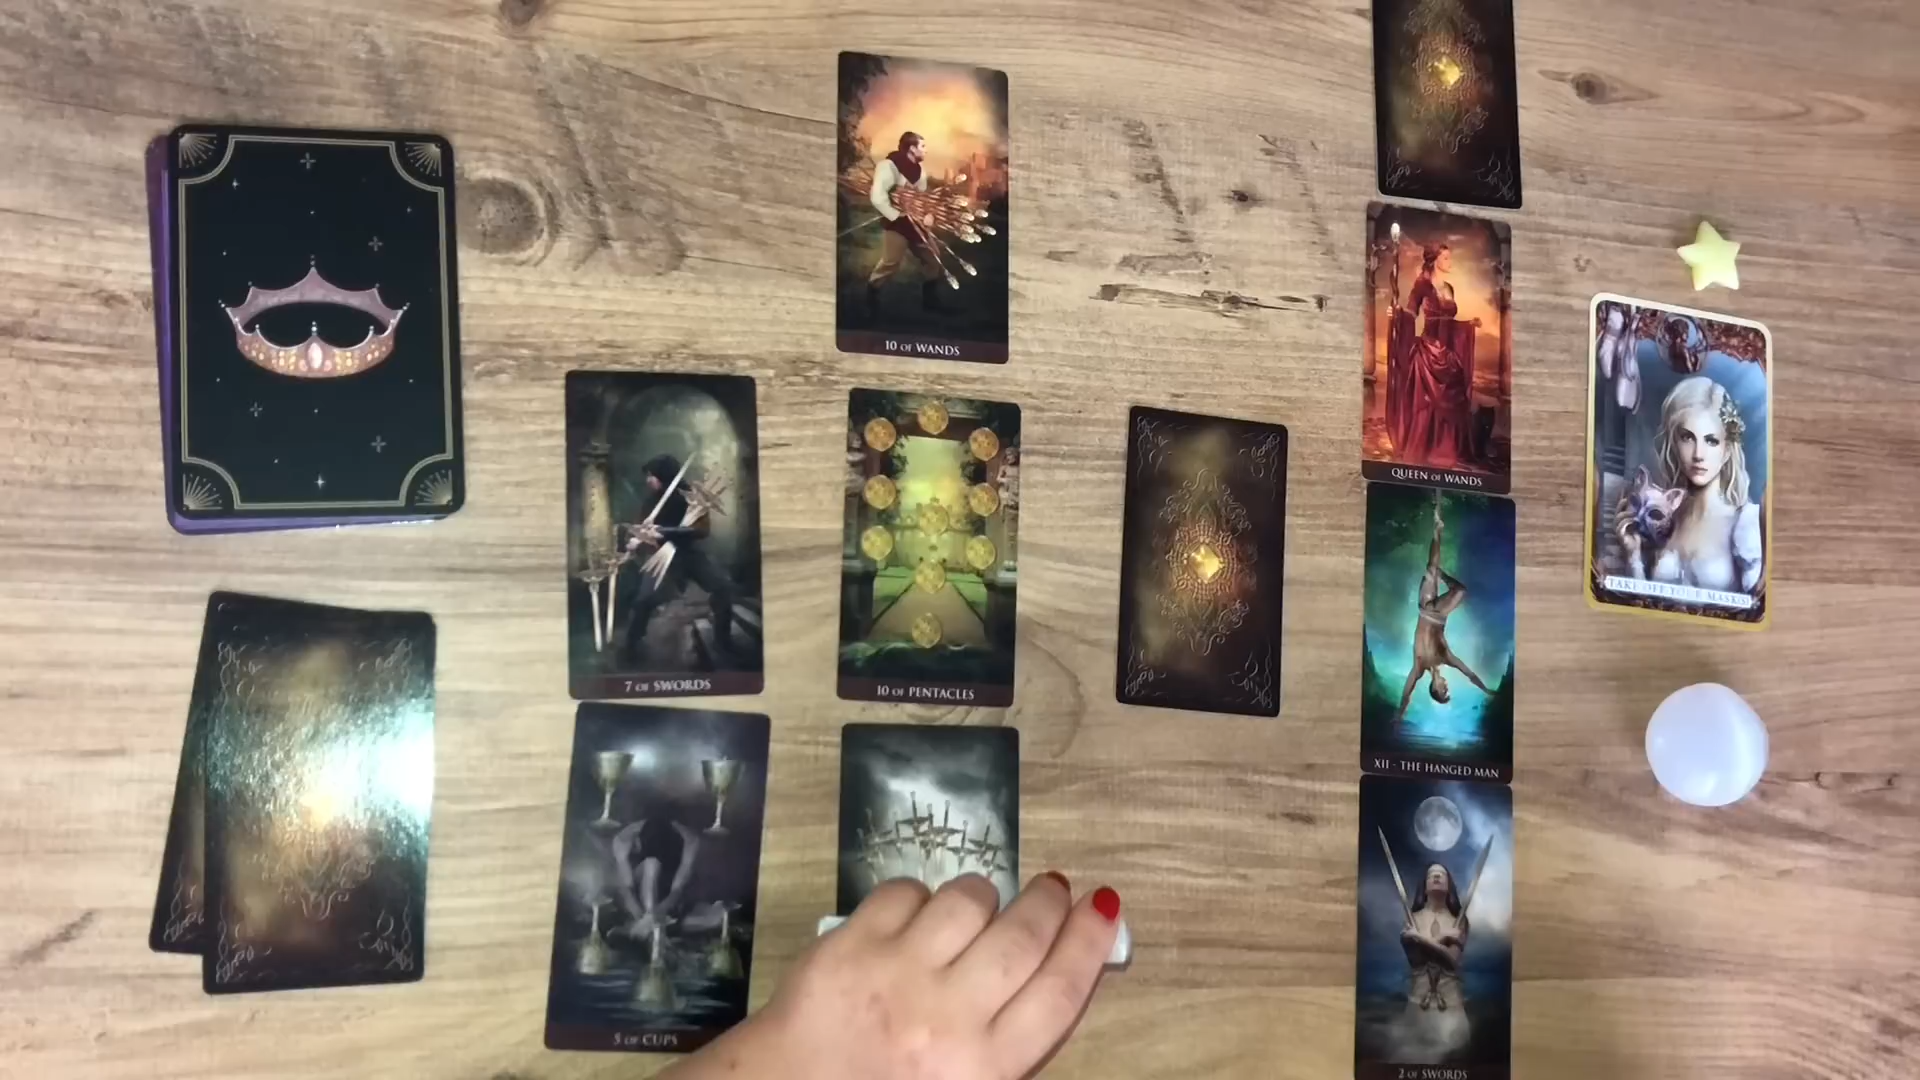 10 OF WANDS
QUEEN OF WANDS
TAKE OFF YOUR MASK(S)
7 OF SWORDS
10 OF PENTACLES
XII - THE HANGED MAN
5 OF CUPS
2 OF SWORDS